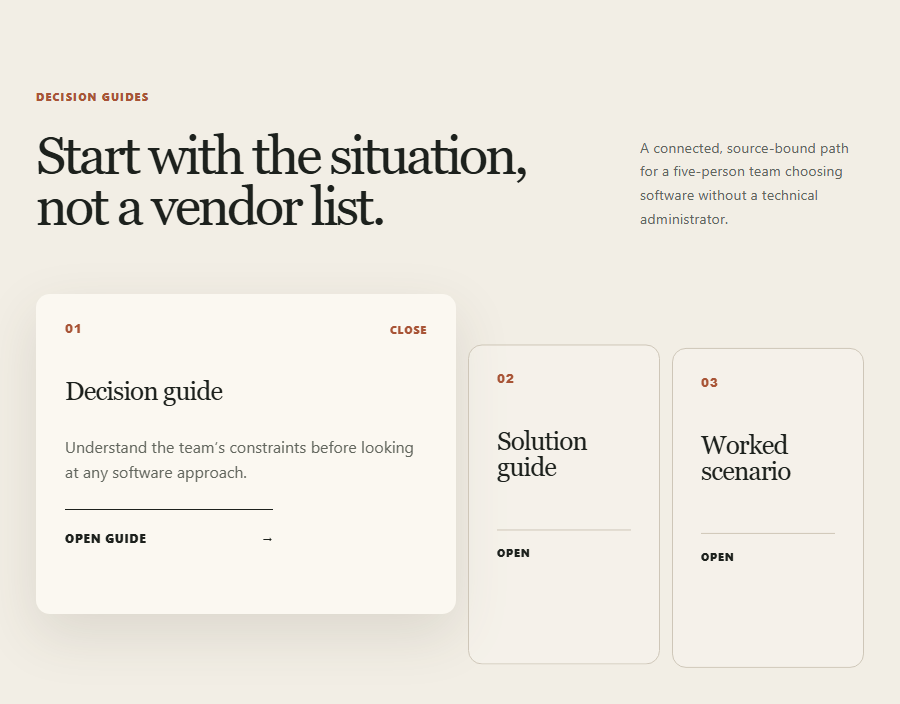 DECISION GUIDES
Start with the situation,
not a vendor list.
A connected, source-bound path
for a five-person team choosing
software without a technical
administrator.
01
CLOSE
Decision guide
Understand the team's constraints before looking
at any software approach.
OPEN GUIDE →
02
Solution
guide
OPEN
03
Worked
scenario
OPEN